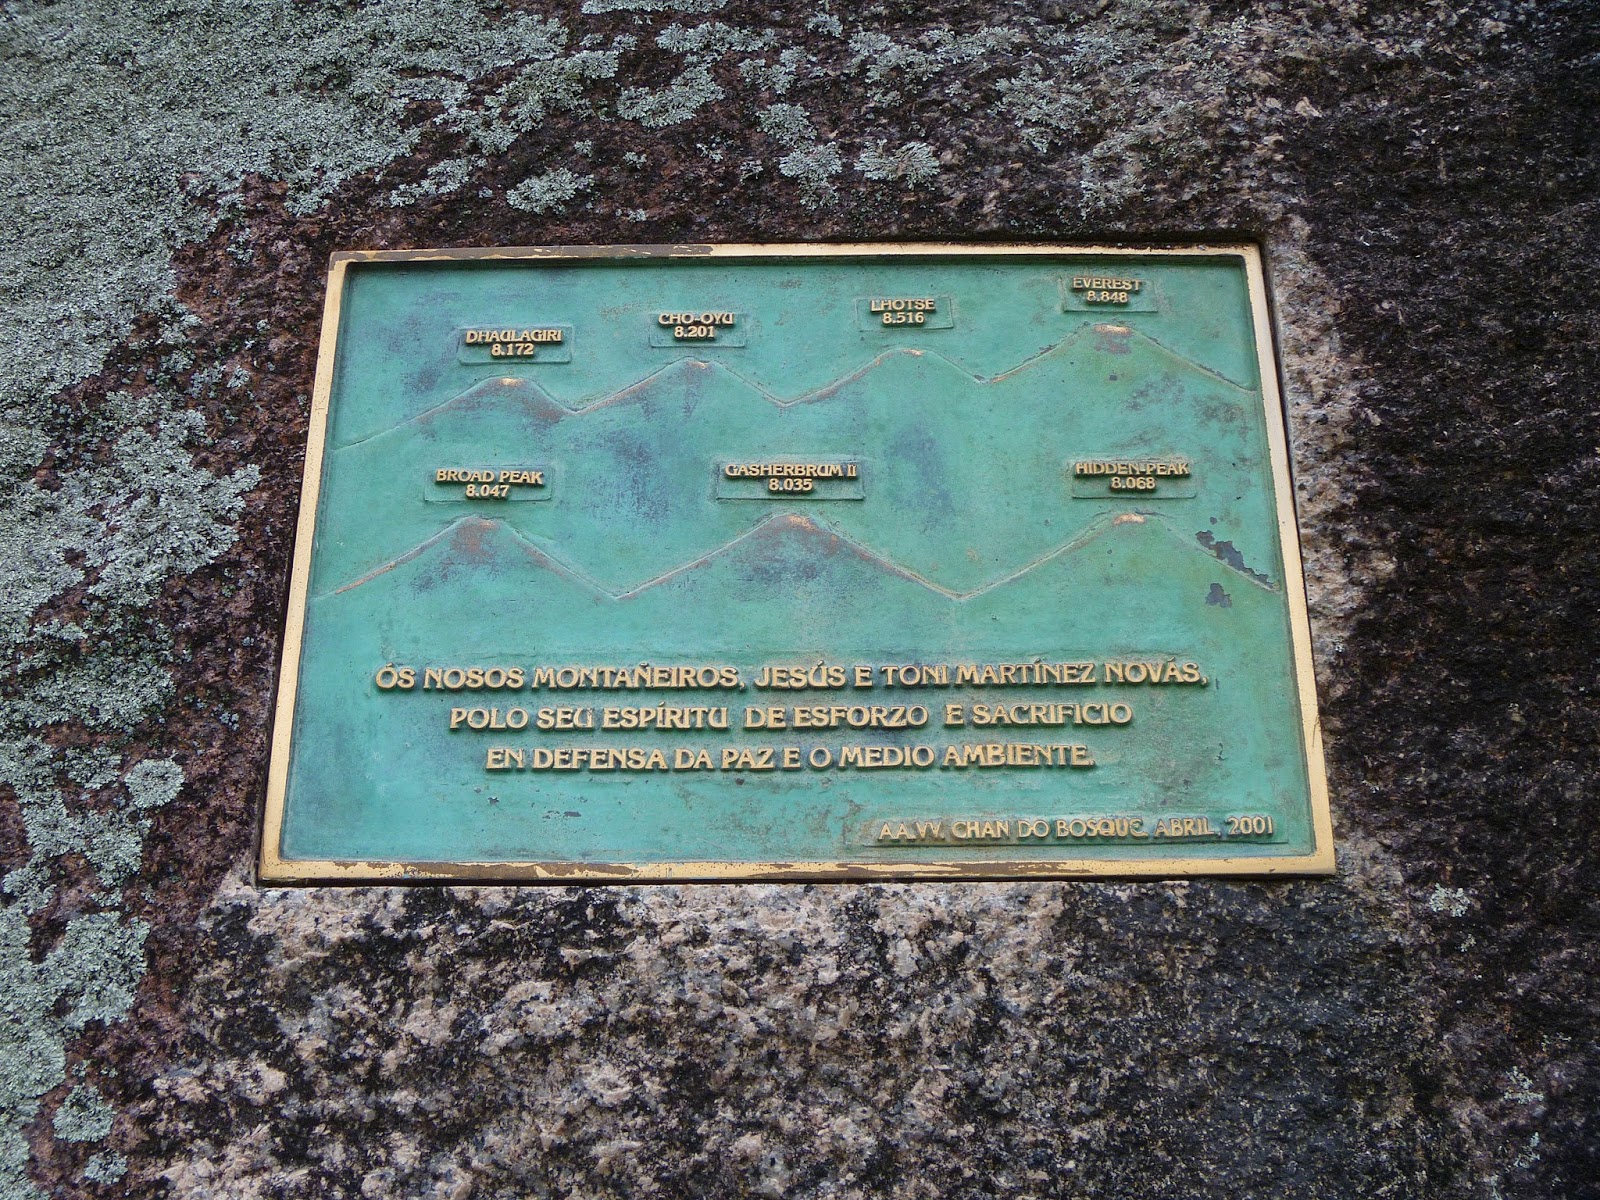 DHAULAGIRI
8.172
CHO-OYU
8.201
LHOTSE
8.516
EVEREST
8.848
BROAD PEAK
8.047
GASHERBRUM II
8.035
HIDDEN-PEAK
8.068
ÓS NOSOS MONTAÑEIROS, JESÚS E TONI MARTÍNEZ NOVÁS,
POLO SEU ESPÍRITU DE ESFORZO E SACRIFICIO
EN DEFENSA DA PAZ E O MEDIO AMBIENTE.
AA.VV. CHAN DO BOSQUE, ABRIL, 2001